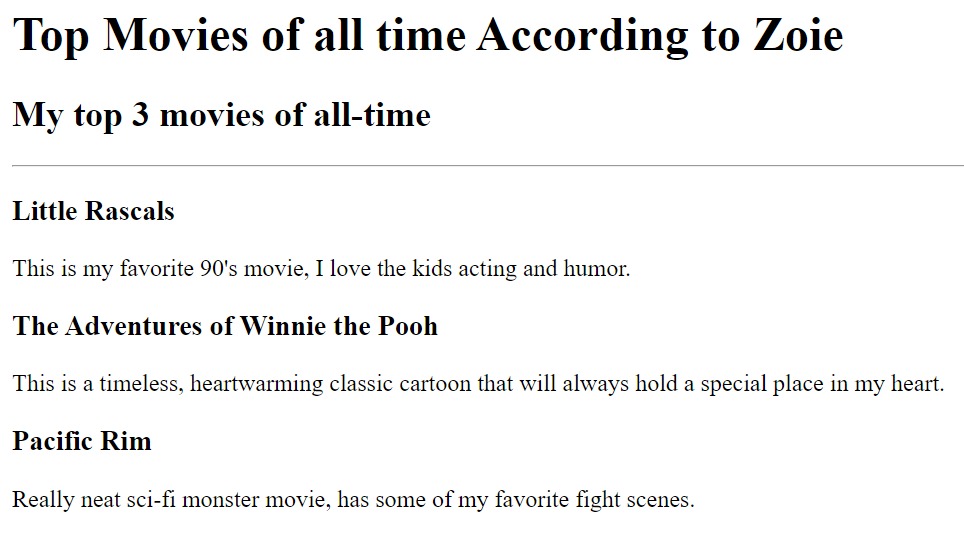 Top Movies of all time According to Zoie
My top 3 movies of all-time
Little Rascals
This is my favorite 90's movie, I love the kids acting and humor.
The Adventures of Winnie the Pooh
This is a timeless, heartwarming classic cartoon that will always hold a special place in my heart.
Pacific Rim
Really neat sci-fi monster movie, has some of my favorite fight scenes.